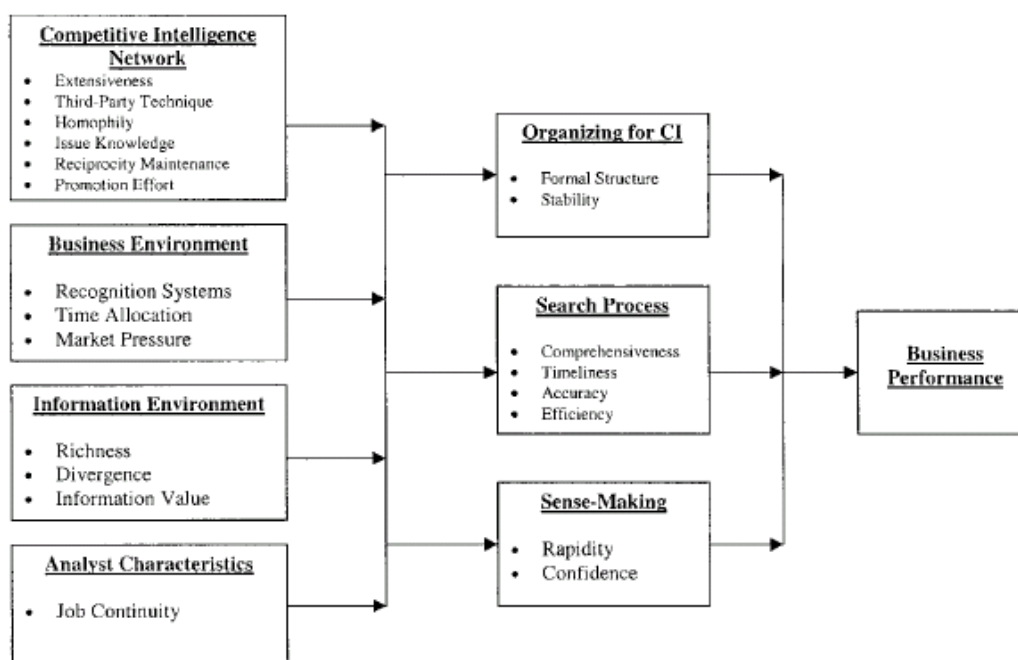 Competitive Intelligence
Network
• Extensiveness
• Third-Party Technique
• Homophily
• Issue Knowledge
• Reciprocity Maintenance
• Promotion Effort
Business Environment
• Recognition Systems
• Time Allocation
• Market Pressure
Information Environment
• Richness
• Divergence
• Information Value
Analyst Characteristics
• Job Continuity
Organizing for CI
• Formal Structure
• Stability
Search Process
• Comprehensiveness
• Timeliness
• Accuracy
• Efficiency
Sense-Making
• Rapidity
• Confidence
Business
Performance